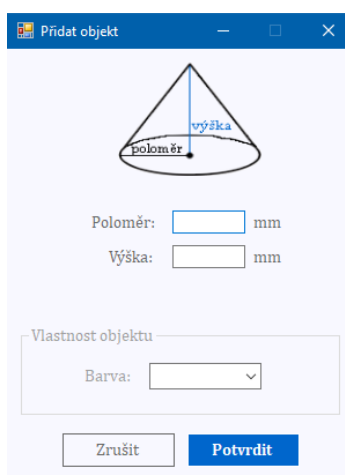 Přidat objekt
výška
poloměr
Poloměr: mm
Výška: mm
Vlastnost objektu
Barva:
Zrušit Potvrdit